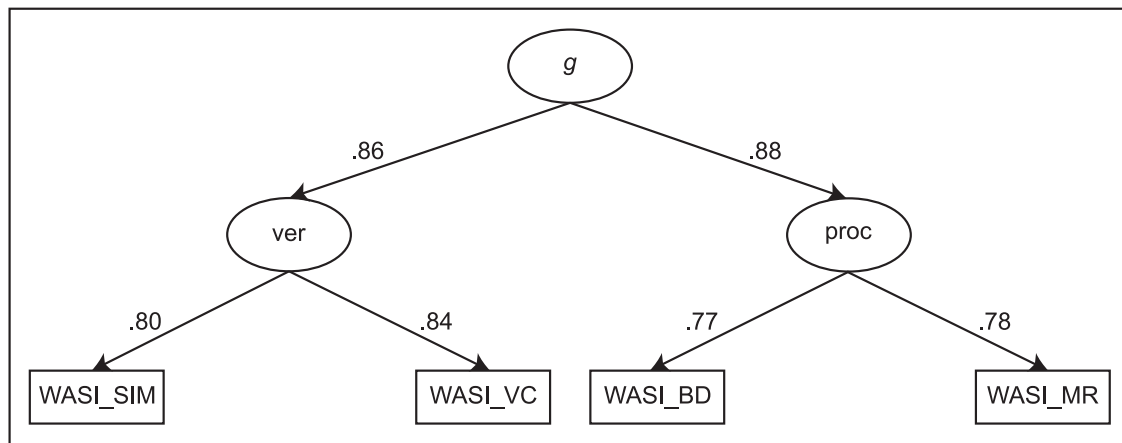 g
.86
.88
ver
proc
.80
.84
.77
.78
WASI_SIM
WASI_VC
WASI_BD
WASI_MR